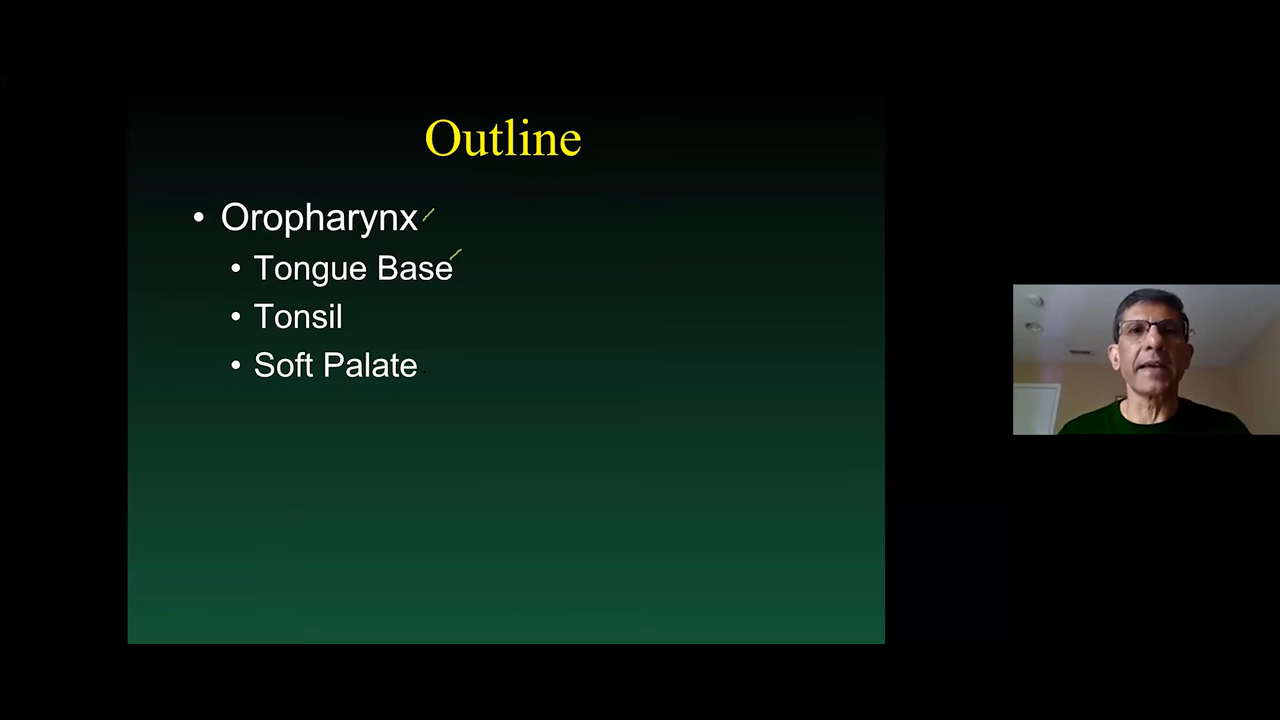 Outline
• Oropharynx
• Tongue Base
• Tonsil
• Soft Palate